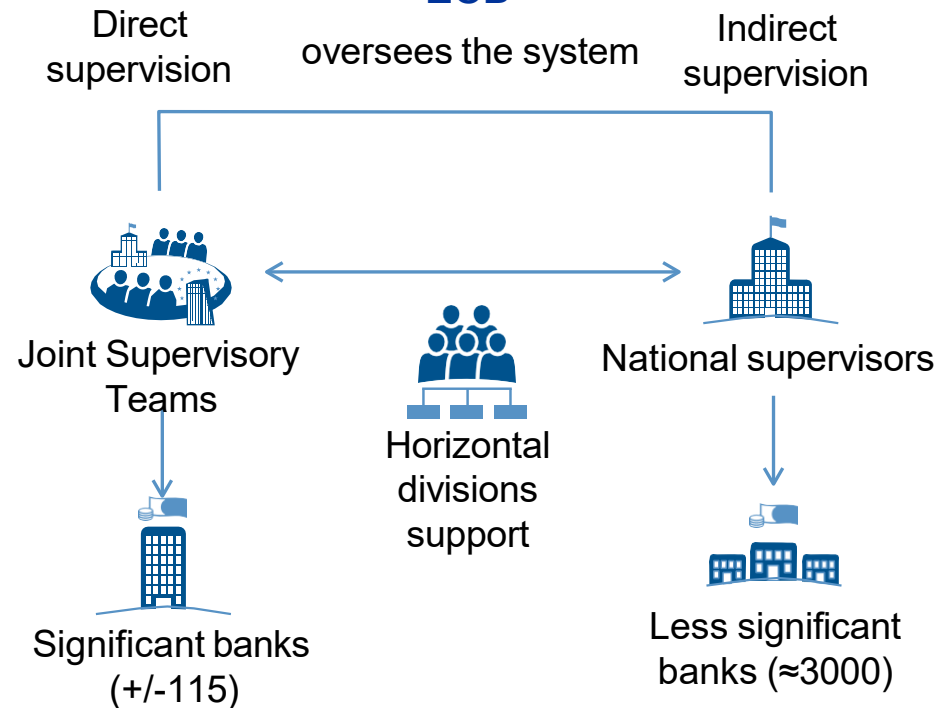 ECB
Direct
supervision
oversees the system
Indirect
supervision
Joint Supervisory
Teams
National supervisors
Horizontal
divisions
support
Significant banks
(+/-115)
Less significant
banks (≈3000)